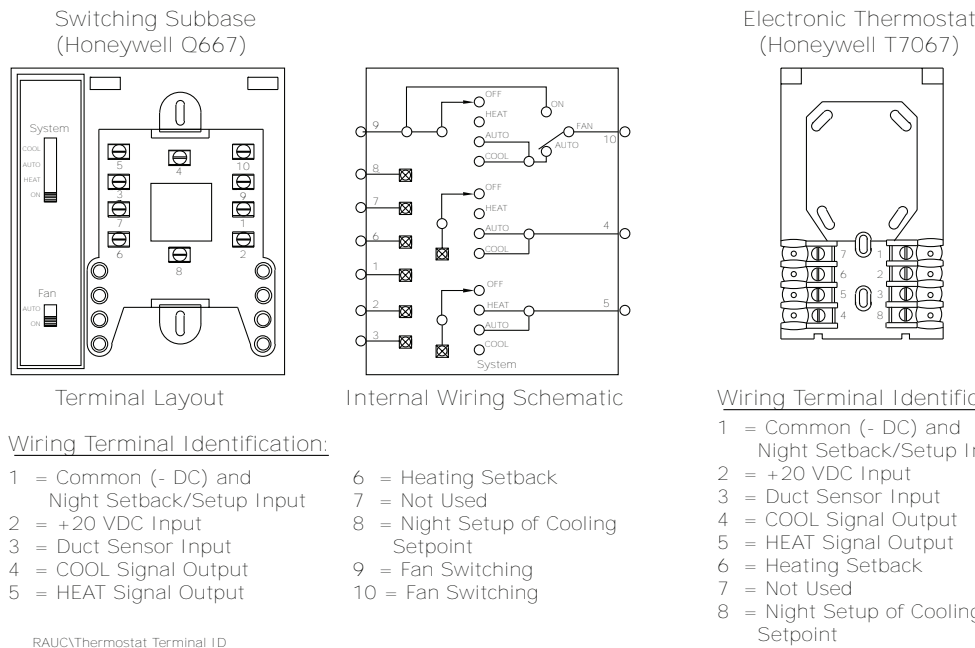 Switching Subbase
(Honeywell Q667)
System
COOL
AUTO
HEAT
ON
Fan
AUTO
ON
5
4
10
3
9
7
1
6
8
2
Terminal Layout
OFF
HEAT
AUTO
COOL
ON
FAN
AUTO
9
10
8
7
OFF
HEAT
AUTO
COOL
6
4
1
OFF
HEAT
AUTO
COOL
2
5
3
System
Internal Wiring Schematic
Wiring Terminal Identification:
1 = Common (- DC) and
Night Setback/Setup Input
2 = +20 VDC Input
3 = Duct Sensor Input
4 = COOL Signal Output
5 = HEAT Signal Output
6 = Heating Setback
7 = Not Used
8 = Night Setup of Cooling
Setpoint
9 = Fan Switching
10 = Fan Switching
RAUC\Thermostat Terminal ID
Electronic Thermostat
(Honeywell T7067)
7 1
6 2
5 3
4 8
Wiring Terminal Identific
1 = Common (- DC) and
Night Setback/Setup I
2 = +20 VDC Input
3 = Duct Sensor Input
4 = COOL Signal Output
5 = HEAT Signal Output
6 = Heating Setback
7 = Not Used
8 = Night Setup of Cooling
Setpoint